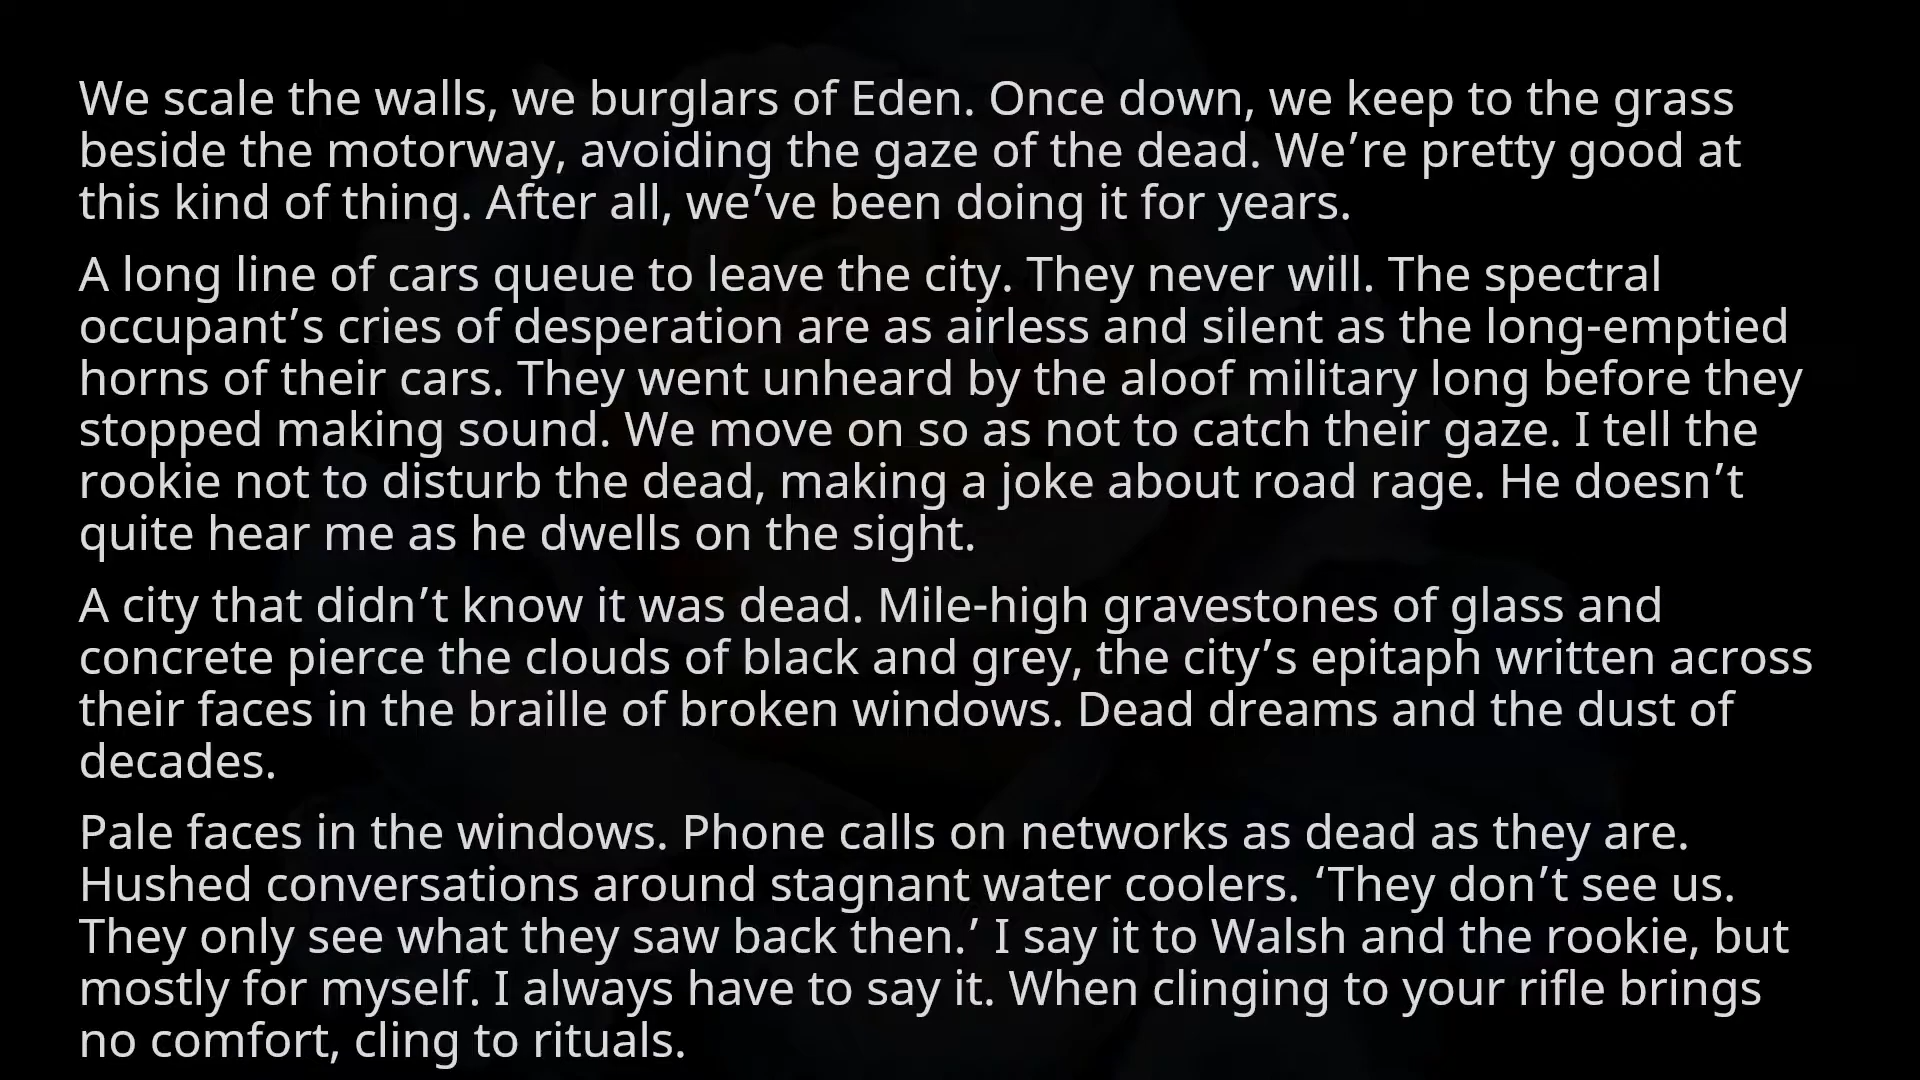 We scale the walls, we burglars of Eden. Once down, we keep to the grass
beside the motorway, avoiding the gaze of the dead. We’re pretty good at
this kind of thing. After all, we’ve been doing it for years.
A long line of cars queue to leave the city. They never will. The spectral
occupant’s cries of desperation are as airless and silent as the long-emptied
horns of their cars. They went unheard by the aloof military long before they
stopped making sound. We move on so as not to catch their gaze. I tell the
rookie not to disturb the dead, making a joke about road rage. He doesn’t
quite hear me as he dwells on the sight.
A city that didn’t know it was dead. Mile-high gravestones of glass and
concrete pierce the clouds of black and grey, the city’s epitaph written across
their faces in the braille of broken windows. Dead dreams and the dust of
decades.
Pale faces in the windows. Phone calls on networks as dead as they are.
Hushed conversations around stagnant water coolers. ‘They don’t see us.
They only see what they saw back then.’ I say it to Walsh and the rookie, but
mostly for myself. I always have to say it. When clinging to your rifle brings
no comfort, cling to rituals.